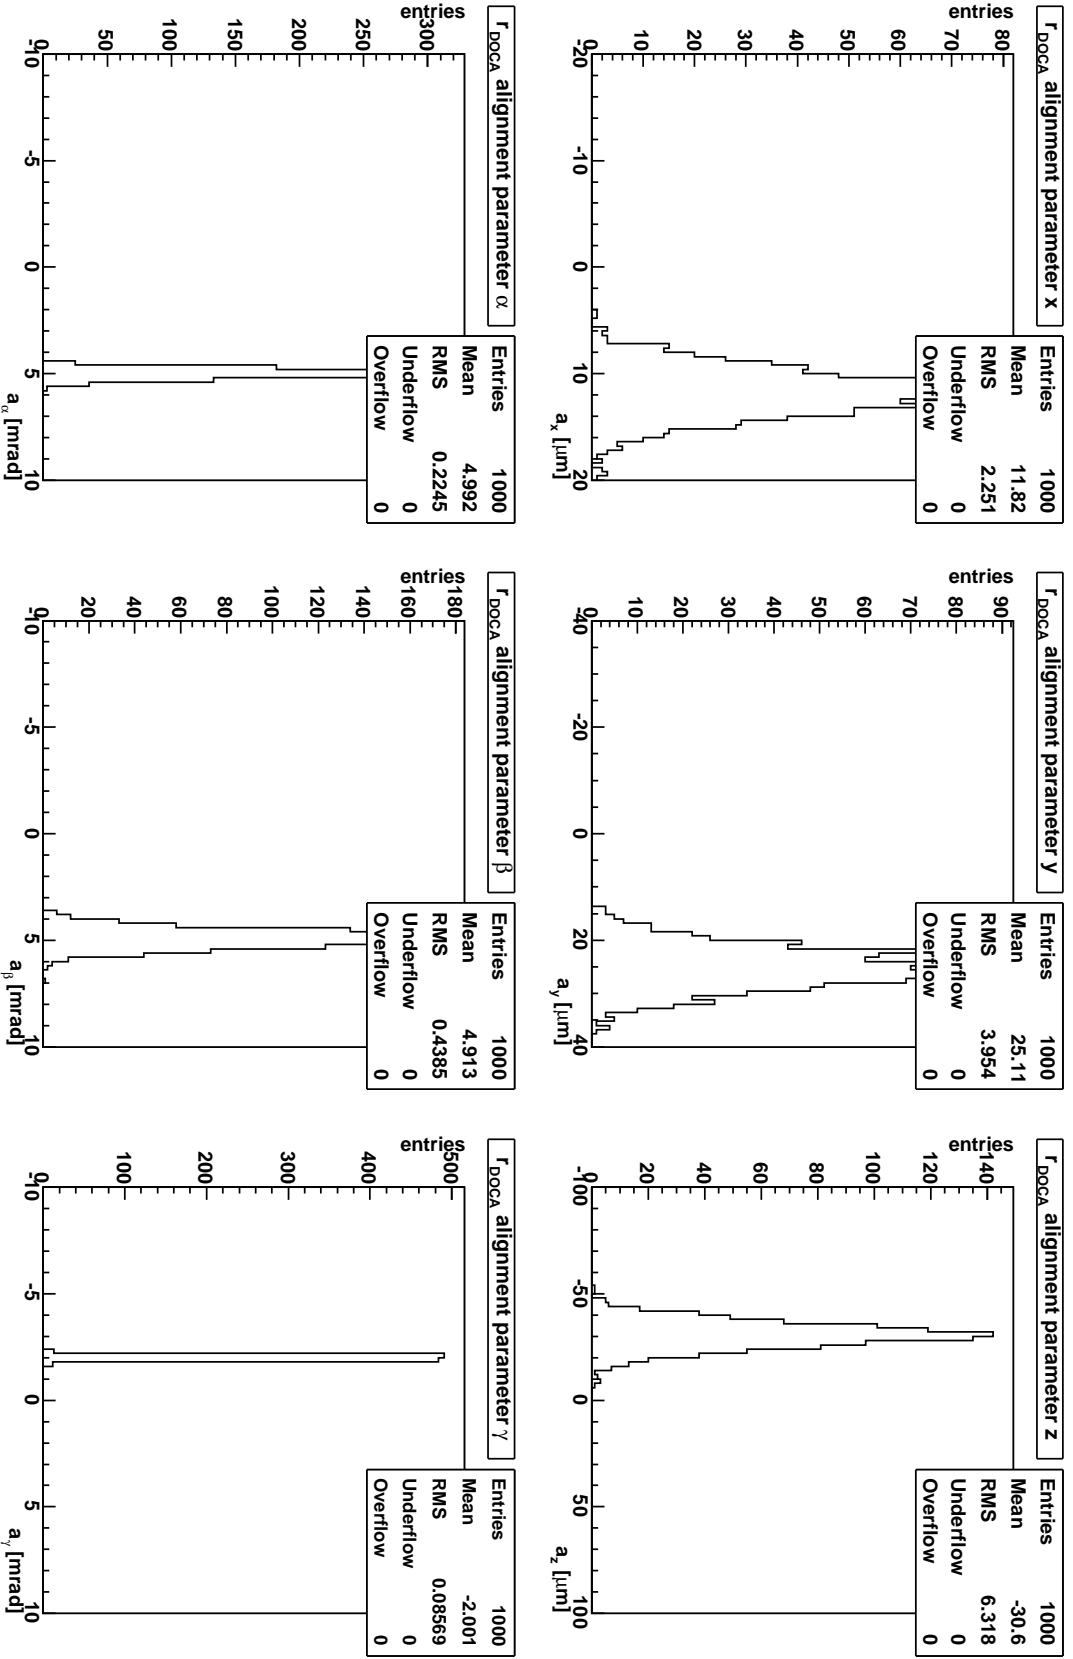 r_DOCA alignment parameter x
Entries 1000
Mean 11.82
RMS 2.251
Underflow 0
Overflow 0
entries
0 10 20 30 40 50 60 70 80
-20 -10 0 10 20
a_x [μm]
r_DOCA alignment parameter y
Entries 1000
Mean 25.11
RMS 3.954
Underflow 0
Overflow 0
entries
0 10 20 30 40 50 60 70 80 90
-40 -20 0 20 40
a_y [μm]
r_DOCA alignment parameter z
Entries 1000
Mean -30.6
RMS 6.318
Underflow 0
Overflow 0
entries
0 20 40 60 80 100 120 140
-100 -50 0 50 100
a_z [μm]
r_DOCA alignment parameter α
Entries 1000
Mean 4.992
RMS 0.2245
Underflow 0
Overflow 0
entries
0 50 100 150 200 250 300
-10 -5 0 5 10
a_α [mrad]
r_DOCA alignment parameter β
Entries 1000
Mean 4.913
RMS 0.4385
Underflow 0
Overflow 0
entries
0 20 40 60 80 100 120 140 160 180
-10 -5 0 5 10
a_β [mrad]
r_DOCA alignment parameter γ
Entries 1000
Mean -2.001
RMS 0.08569
Underflow 0
Overflow 0
entries
0 100 200 300 400 500
-10 -5 0 5 10
a_γ [mrad]